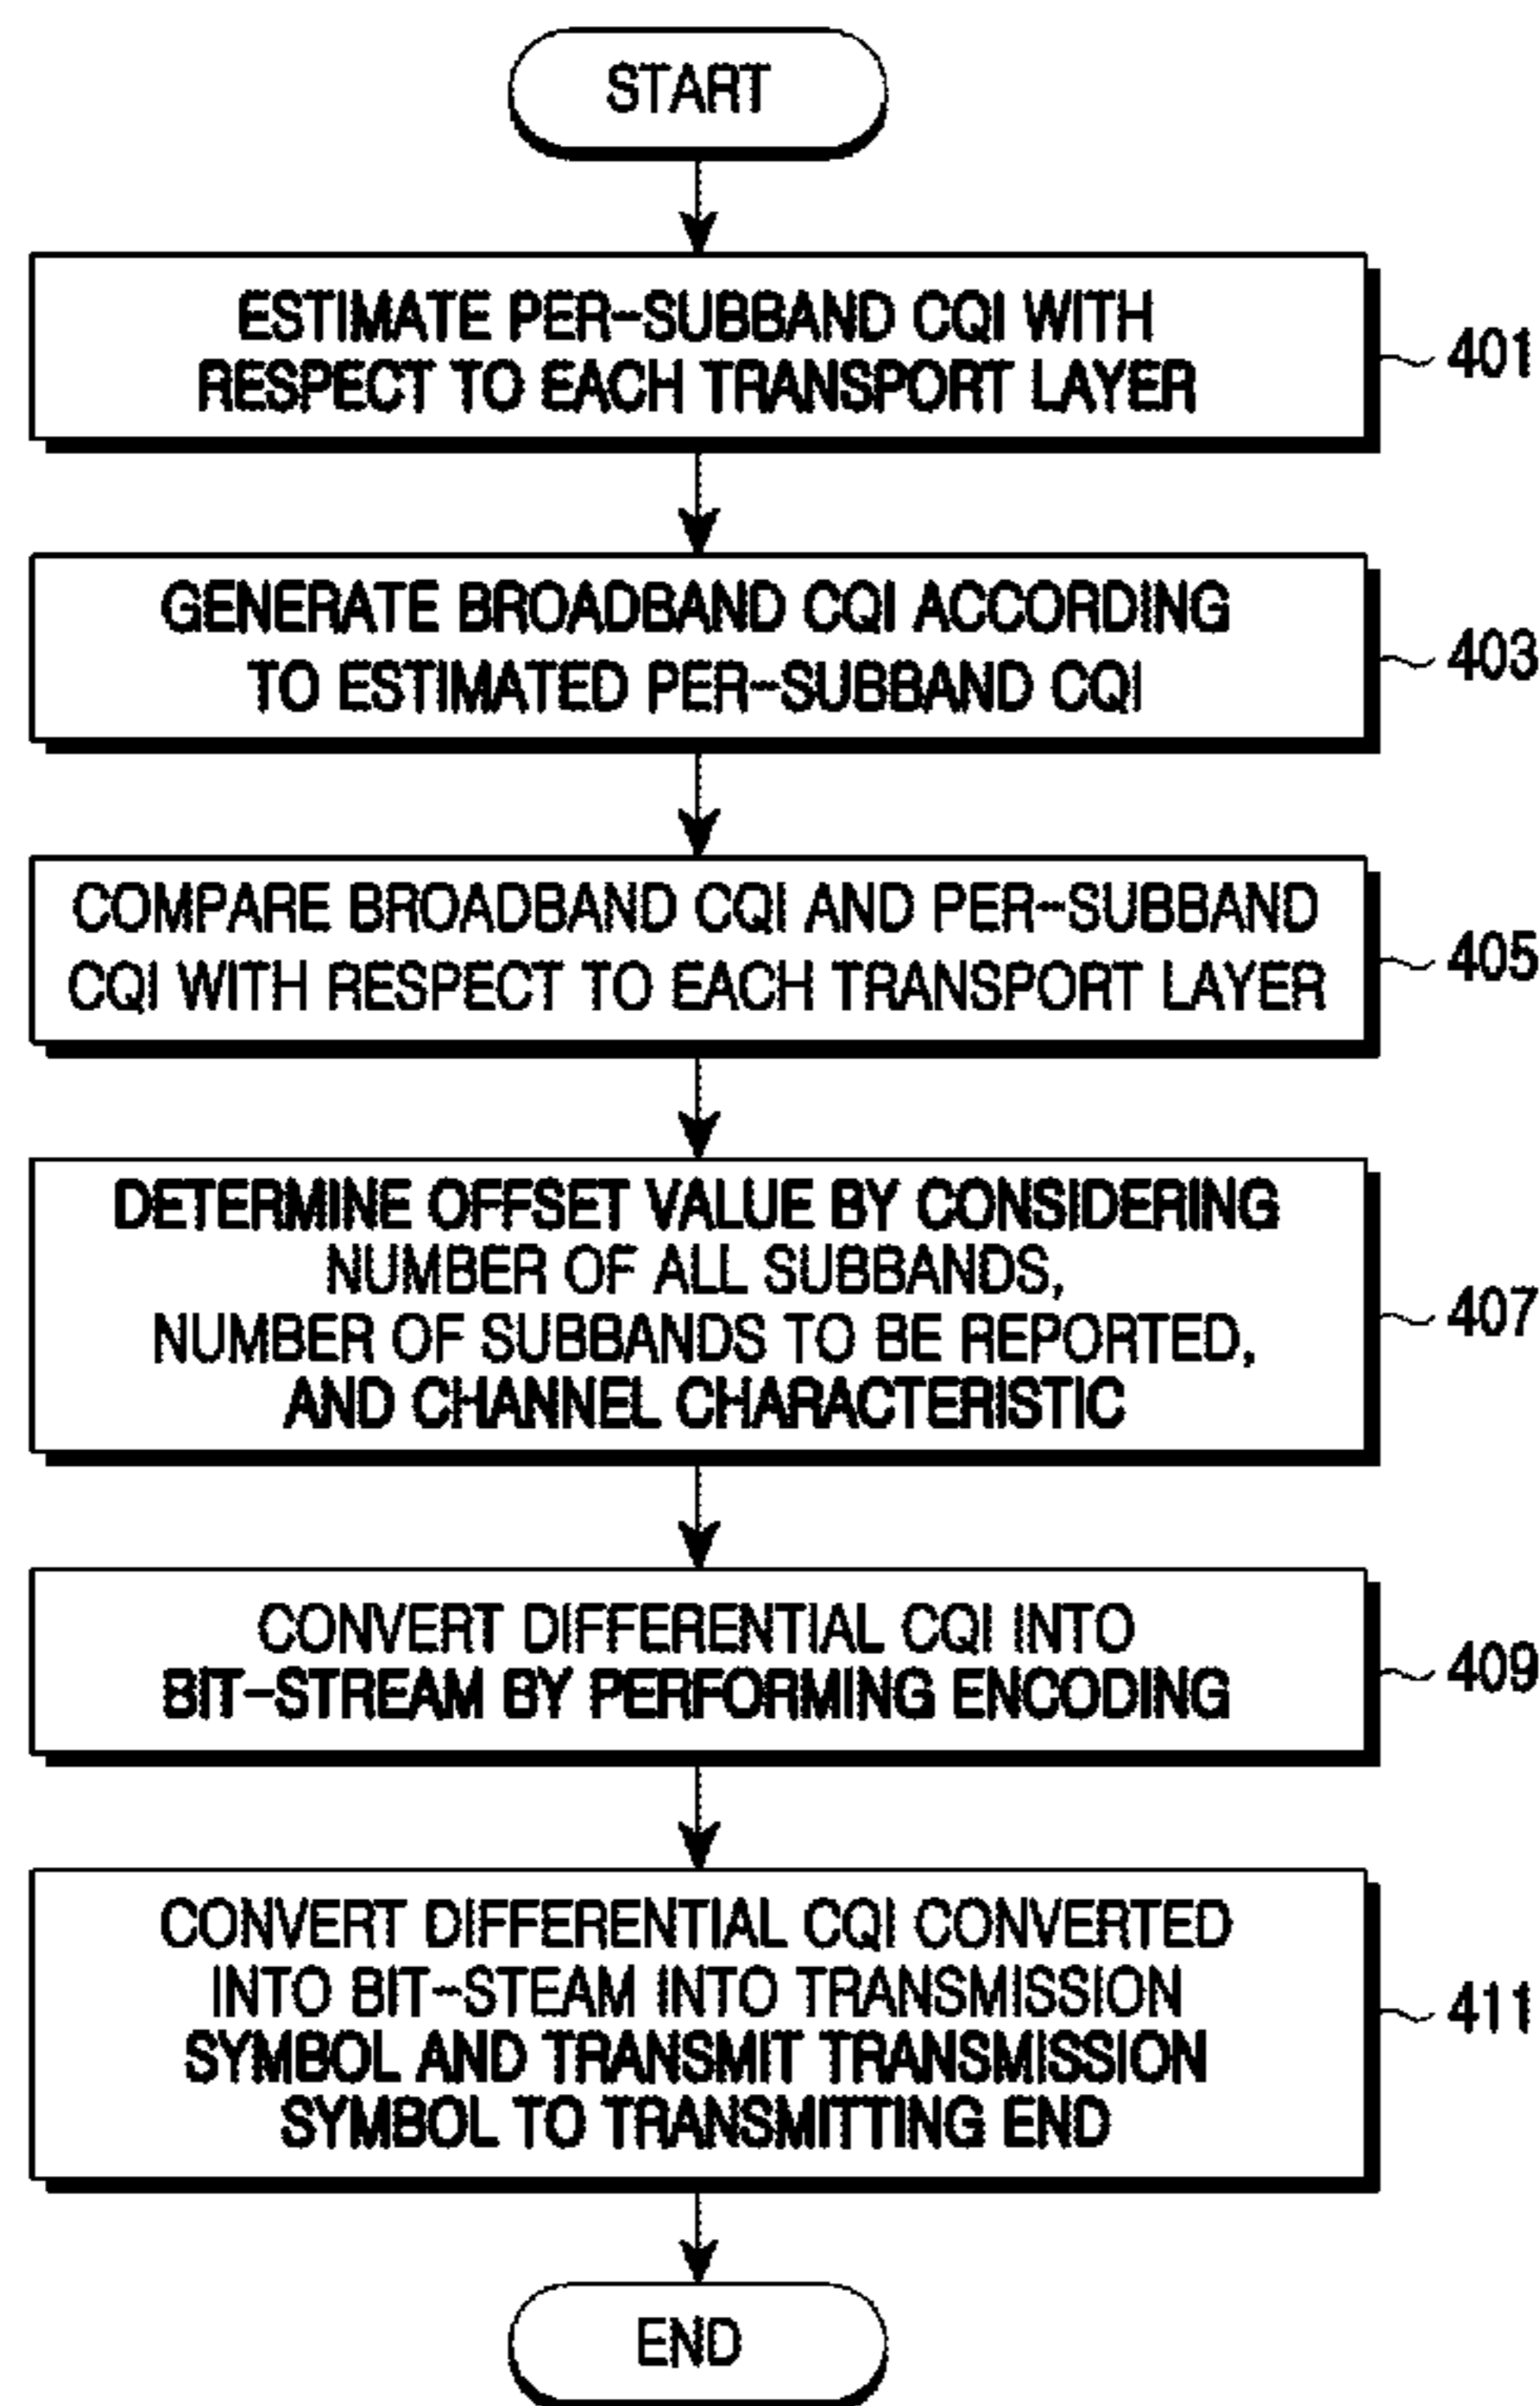 START
ESTIMATE PER-SUBBAND CQI WITH
RESPECT TO EACH TRANSPORT LAYER
401
GENERATE BROADBAND CQI ACCORDING
TO ESTIMATED PER-SUBBAND CQI
403
COMPARE BROADBAND CQI AND PER-SUBBAND
CQI WITH RESPECT TO EACH TRANSPORT LAYER
405
DETERMINE OFFSET VALUE BY CONSIDERING
NUMBER OF ALL SUBBANDS,
NUMBER OF SUBBANDS TO BE REPORTED,
AND CHANNEL CHARACTERISTIC
407
CONVERT DIFFERENTIAL CQI INTO
BIT-STREAM BY PERFORMING ENCODING
409
CONVERT DIFFERENTIAL CQI CONVERTED
INTO BIT-STEAM INTO TRANSMISSION
SYMBOL AND TRANSMIT TRANSMISSION
SYMBOL TO TRANSMITTING END
411
END